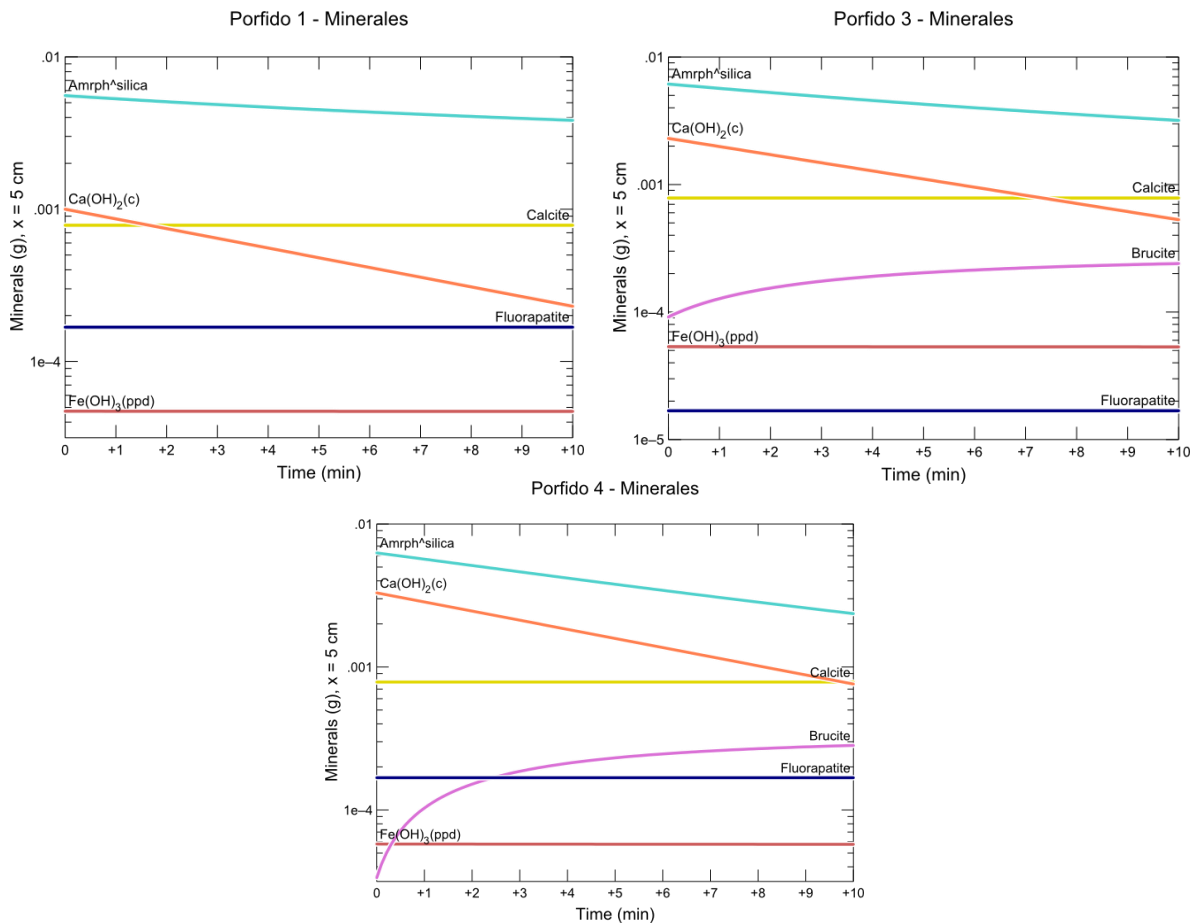 Porfido 1 - Minerales
.01
Amrph^silica
Ca(OH)2(c)
.001
Calcite
Fluorapatite
1e–4
Fe(OH)3(ppd)
Minerals (g), x = 5 cm
0 +1 +2 +3 +4 +5 +6 +7 +8 +9 +10
Time (min)
Porfido 3 - Minerales
.01
Amrph^silica
Ca(OH)2(c)
.001
Calcite
Brucite
1e–4
Fe(OH)3(ppd)
Fluorapatite
1e–5
Minerals (g), x = 5 cm
0 +1 +2 +3 +4 +5 +6 +7 +8 +9 +10
Time (min)
Porfido 4 - Minerales
.01
Amrph^silica
Ca(OH)2(c)
.001
Calcite
Brucite
Fluorapatite
1e–4
Fe(OH)3(ppd)
Minerals (g), x = 5 cm
0 +1 +2 +3 +4 +5 +6 +7 +8 +9 +10
Time (min)